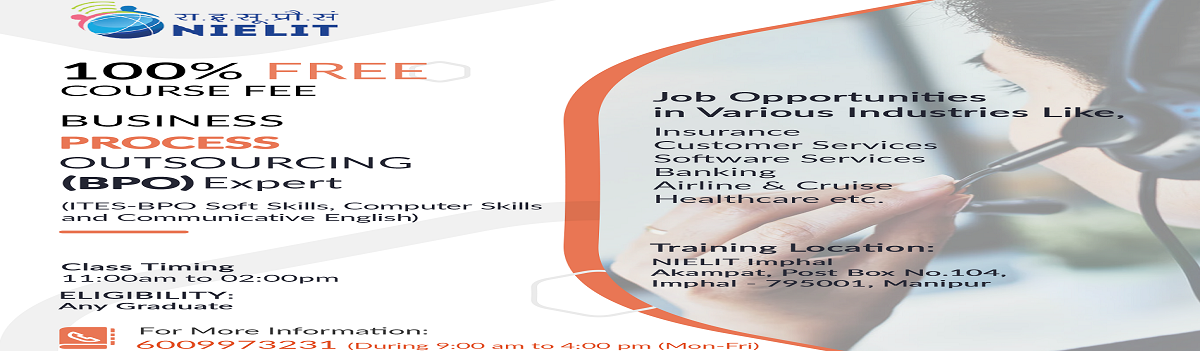 रा.इ.सू.प्रौ.सं
NIELIT
100% FREE
COURSE FEE
BUSINESS
PROCESS
OUTSOURCING
(BPO) Expert
(ITES-BPO Soft Skills, Computer Skills
and Communicative English)
Class Timing
11:00am to 02:00pm
ELIGIBILITY:
Any Graduate
For More Information:
6009973231 (During 9:00 am to 4:00 pm (Mon-Fri)
Job Opportunities
in Various Industries Like,
Insurance
Customer Services
Software Services
Banking
Airline & Cruise
Healthcare etc.
Training Location:
NIELIT Imphal
Akampat, Post Box No.104,
Imphal - 795001, Manipur